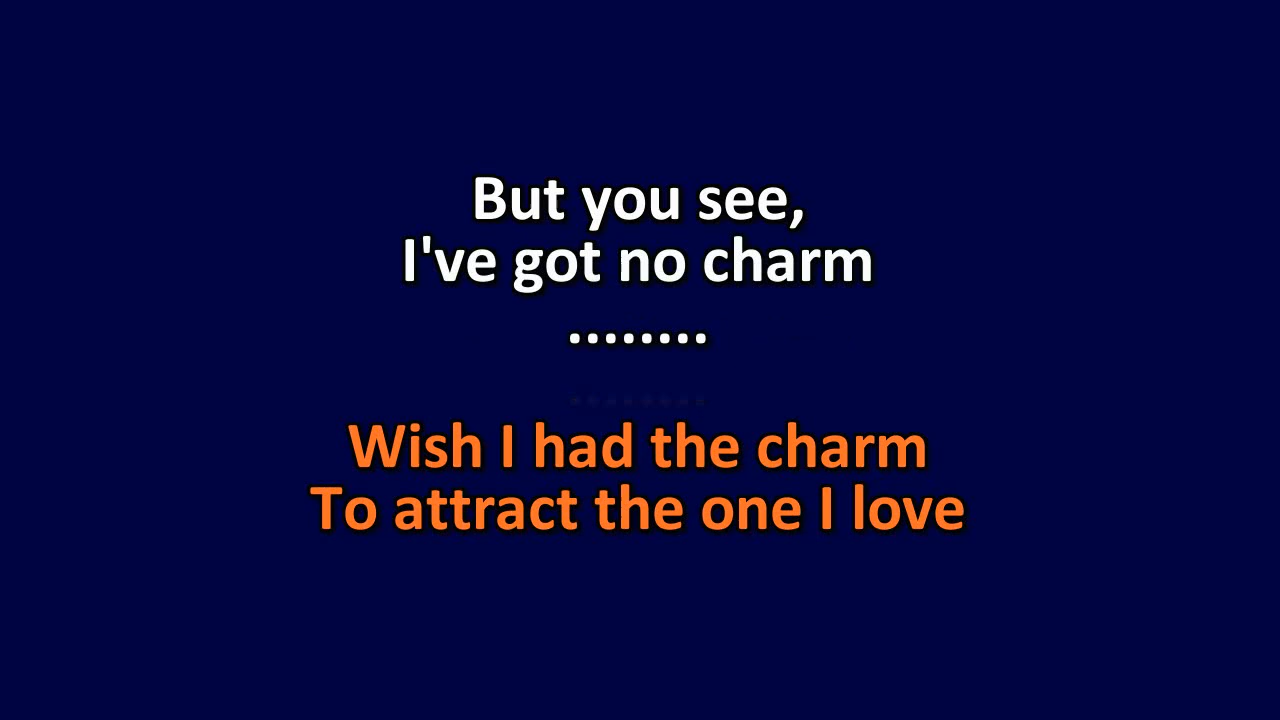 But you see,
I've got no charm
........
........
Wish I had the charm
To attract the one I love